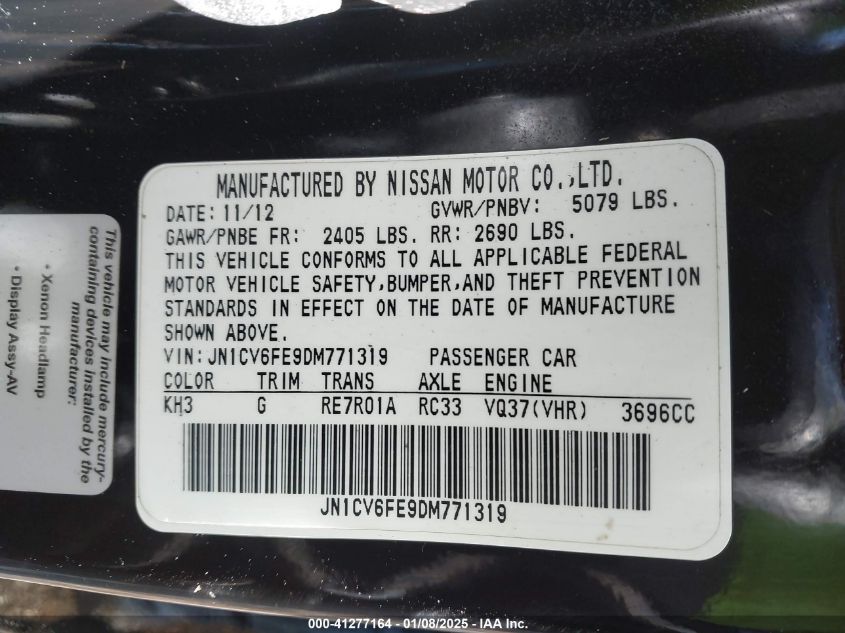 MANUFACTURED BY NISSAN MOTOR CO.,LTD.
DATE: 11/12 GVWR/PNBV: 5079 LBS.
GAWR/PNBE FR: 2405 LBS. RR: 2690 LBS.
THIS VEHICLE CONFORMS TO ALL APPLICABLE FEDERAL
MOTOR VEHICLE SAFETY,BUMPER,AND THEFT PREVENTION
STANDARDS IN EFFECT ON THE DATE OF MANUFACTURE
SHOWN ABOVE.
VIN: JN1CV6FE9DM771319 PASSENGER CAR
COLOR TRIM TRANS AXLE ENGINE
KH3 G RE7R01A RC33 VQ37(VHR) 3696CC
JN1CV6FE9DM771319
This vehicle may include mercury-
containing devices installed by the
manufacturer:
• Xenon Headlamp
• Display Assy-AV
000-41277164 | 01/08/2025 | © IAA Inc.